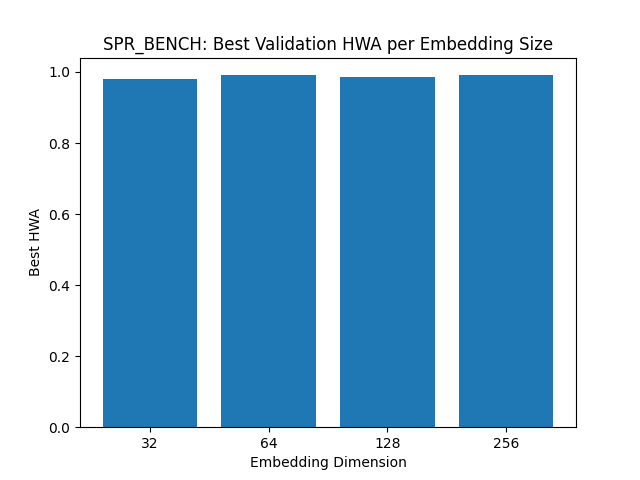 SPR_BENCH: Best Validation HWA per Embedding Size
1.0
0.8
0.6
0.4
0.2
0.0
Best HWA
32 64 128 256
Embedding Dimension